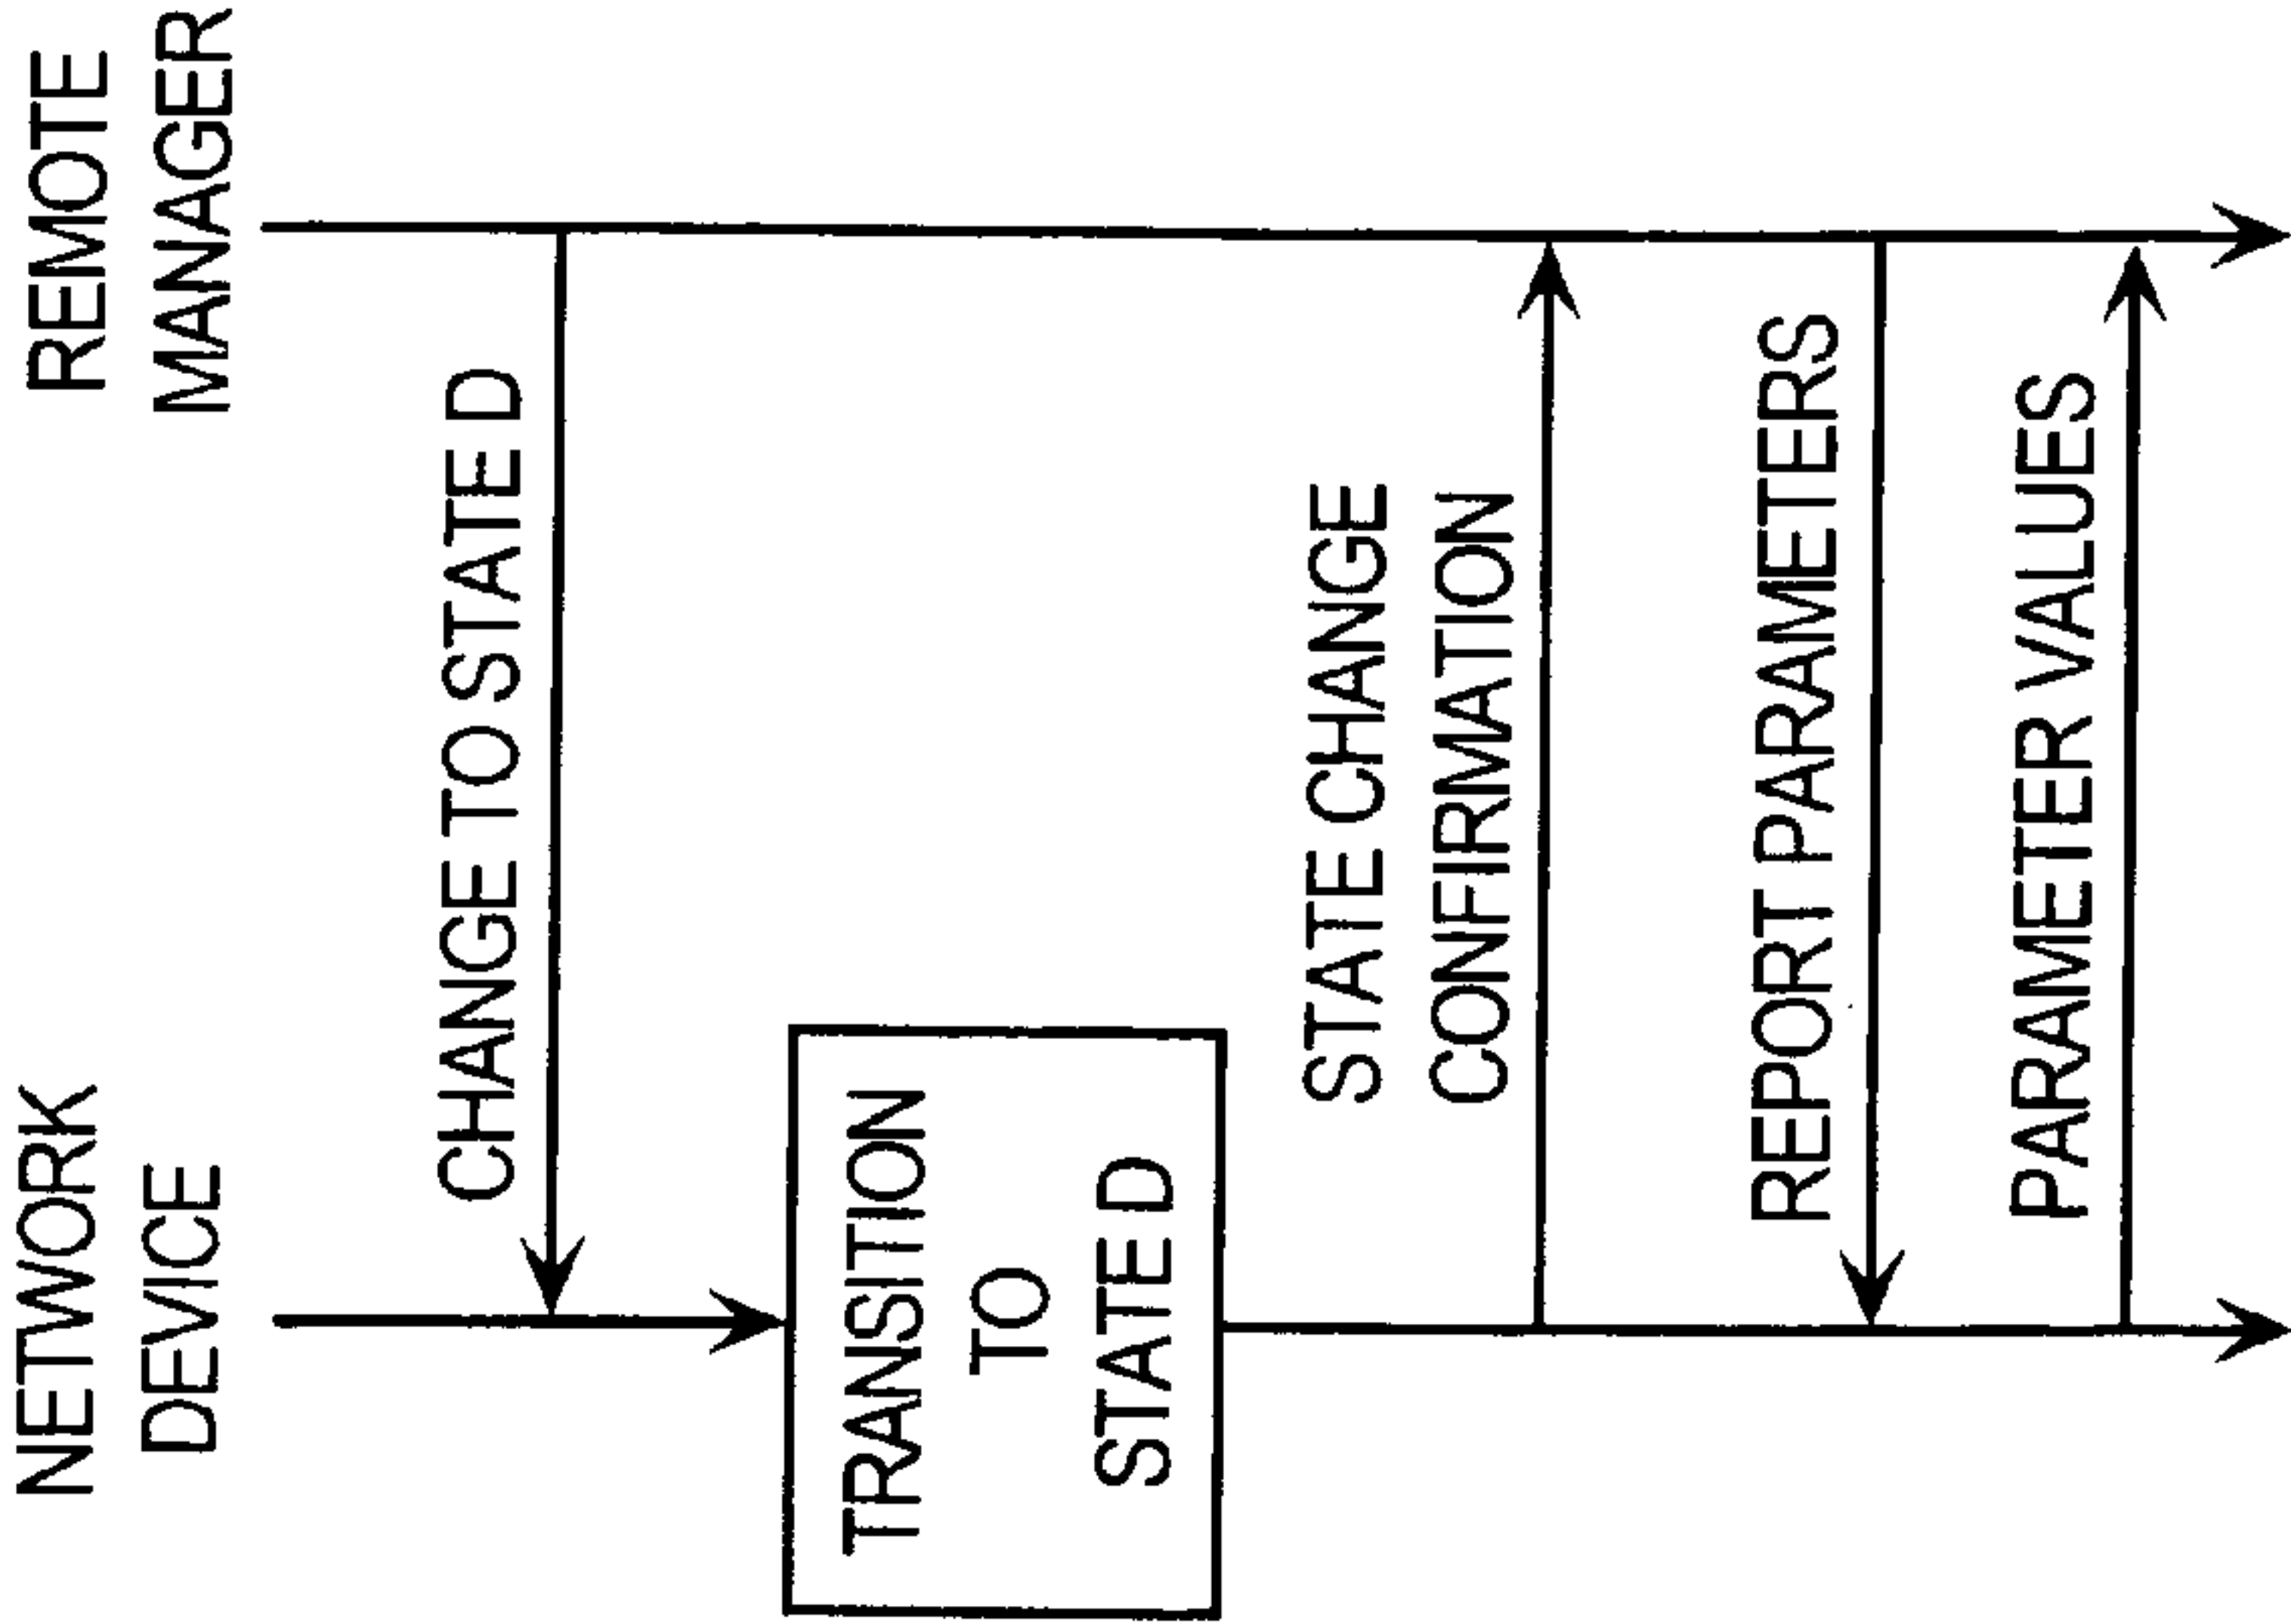 NETWORK
DEVICE
REMOTE
MANAGER
CHANGE TO STATE D
TRANSITION
TO
STATE D
STATE CHANGE
CONFIRMATION
REPORT PARAMETERS
PARAMETER VALUES